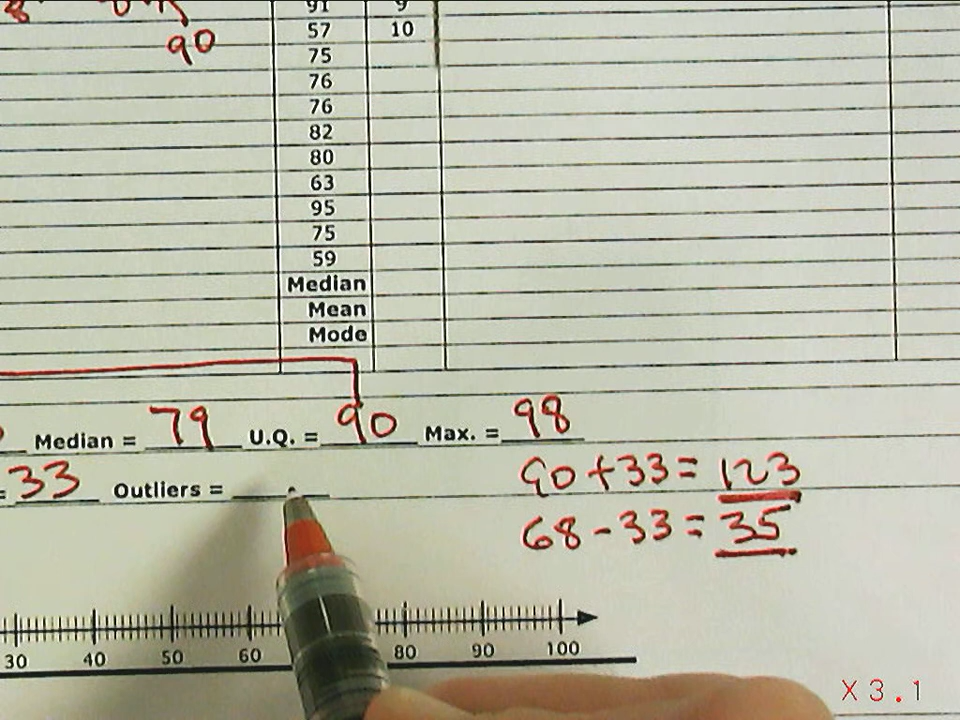 91 9
90 57 10
75
76
76
82
80
63
95
75
59
Median
Mean
Mode
Median = 79 U.Q. = 90 Max. = 98
= 33 Outliers =
90 + 33 = 123
68 - 33 = 35
30 40 50 60 80 90 100
X3.1